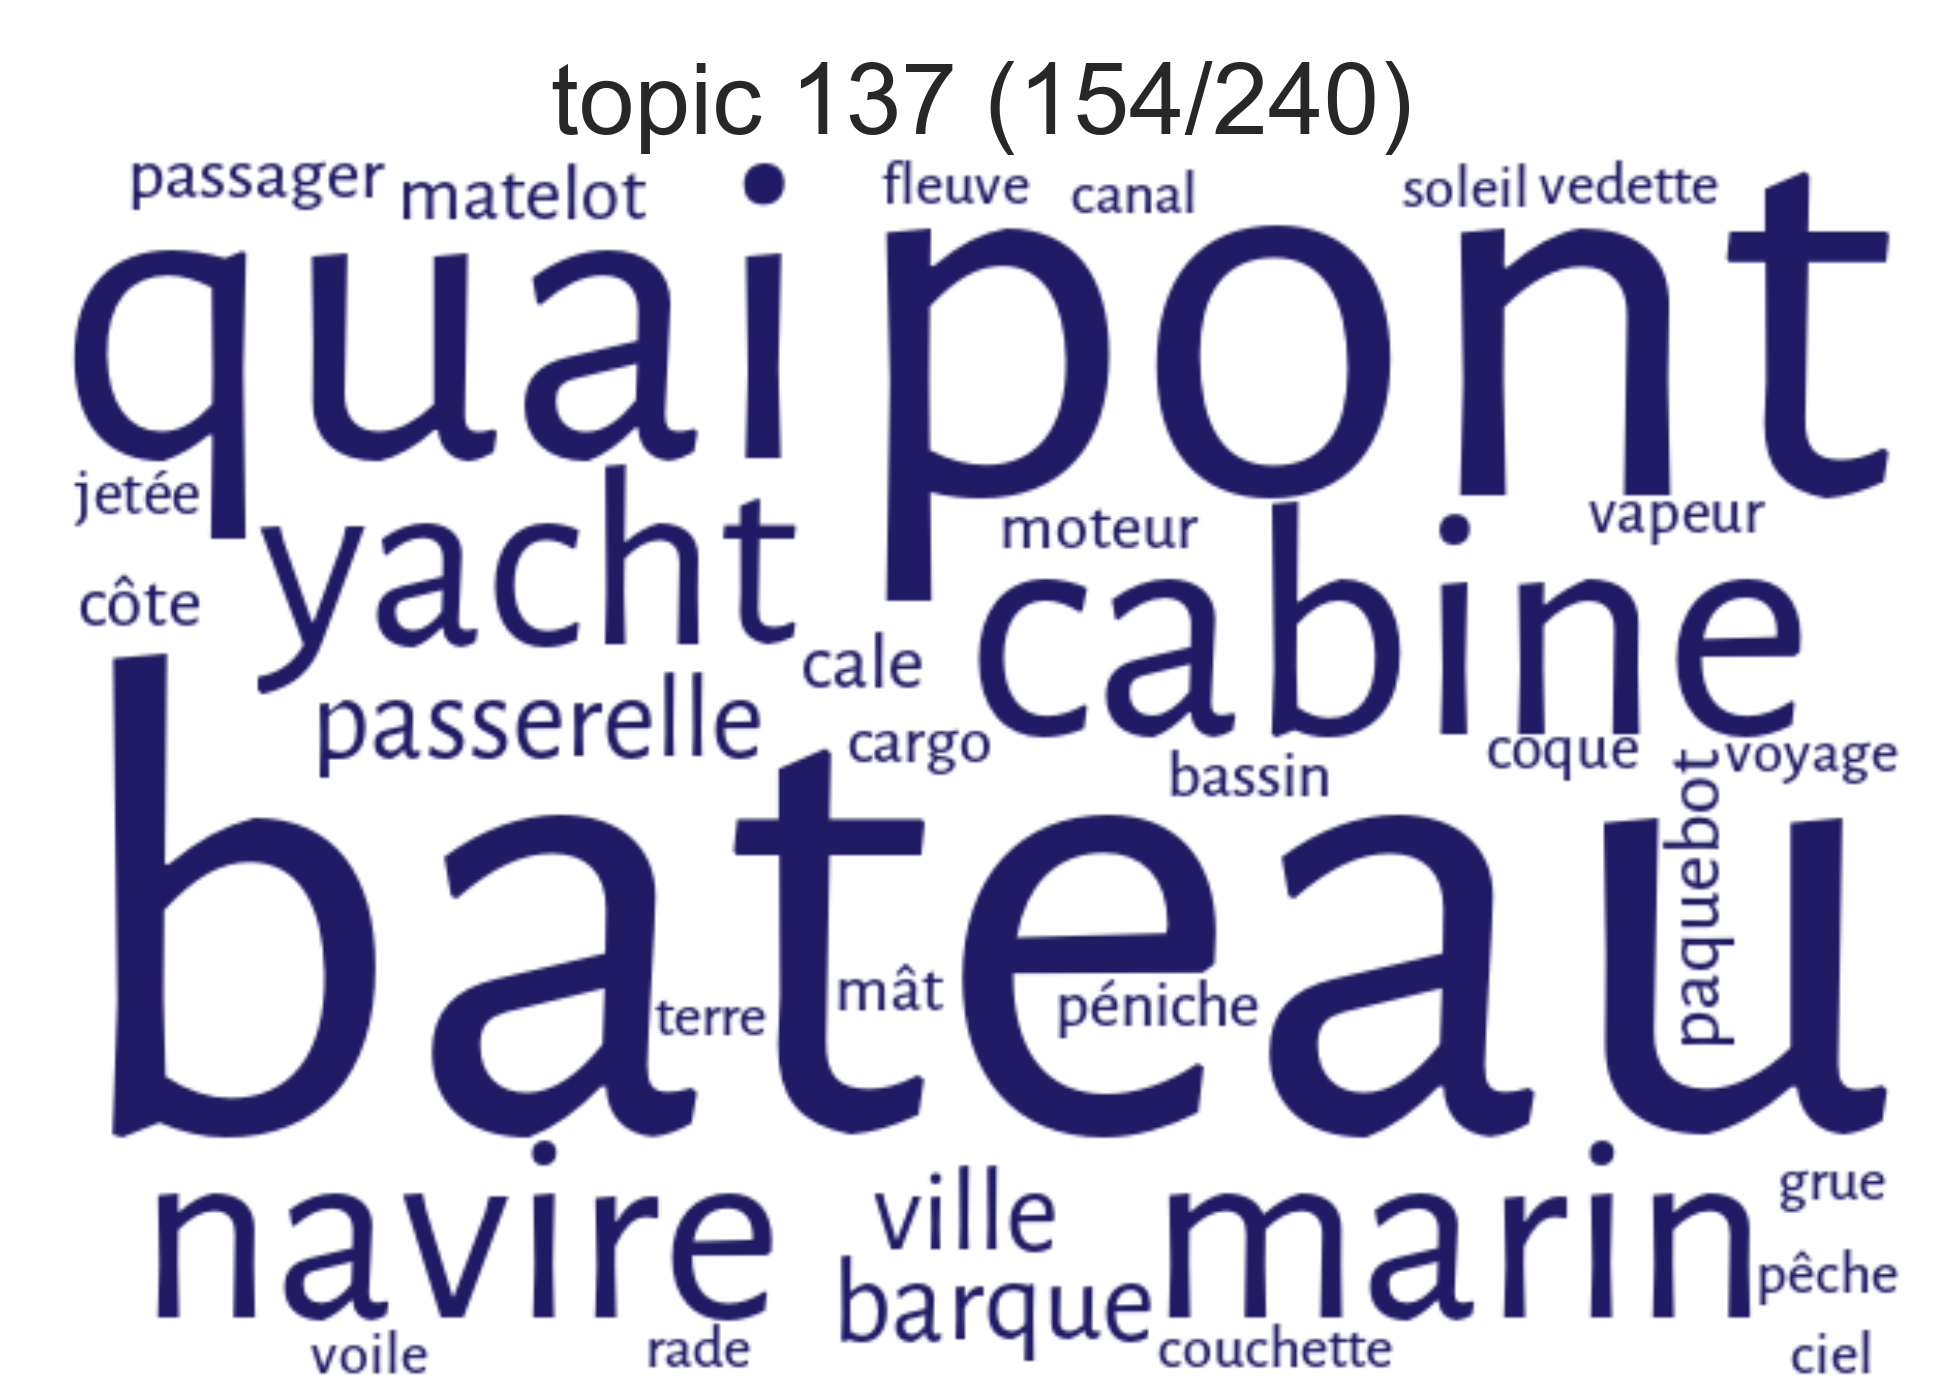 topic 137 (154/240)
passager matelot fleuve canal soleil vedette
quai pont
jetée yacht moteur vapeur
côte cale cabine
passerelle cargo bassin coque voyage
paquebot
bateau
terre mât péniche
navire ville marin grue
barque pêche
voile rade couchette ciel